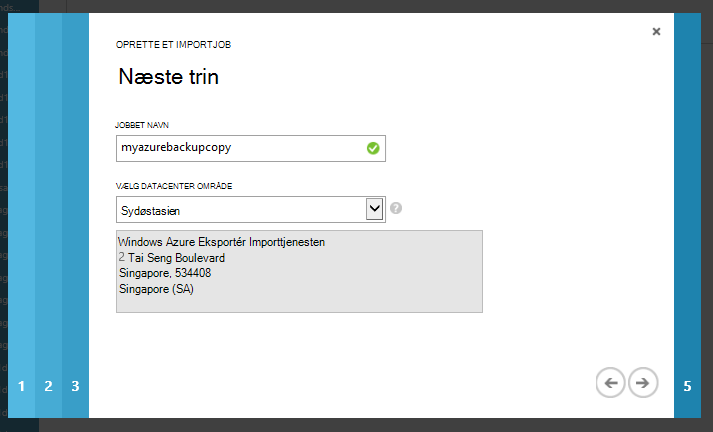 OPRETTE ET IMPORTJOB
Næste trin
JOBBET NAVN
myazurebackupcopy
VÆLG DATACENTER OMRÅDE
Sydøstasien
?
Windows Azure Eksportér Importtjenesten
2 Tai Seng Boulevard
Singapore, 534408
Singapore (SA)
1 2 3 5